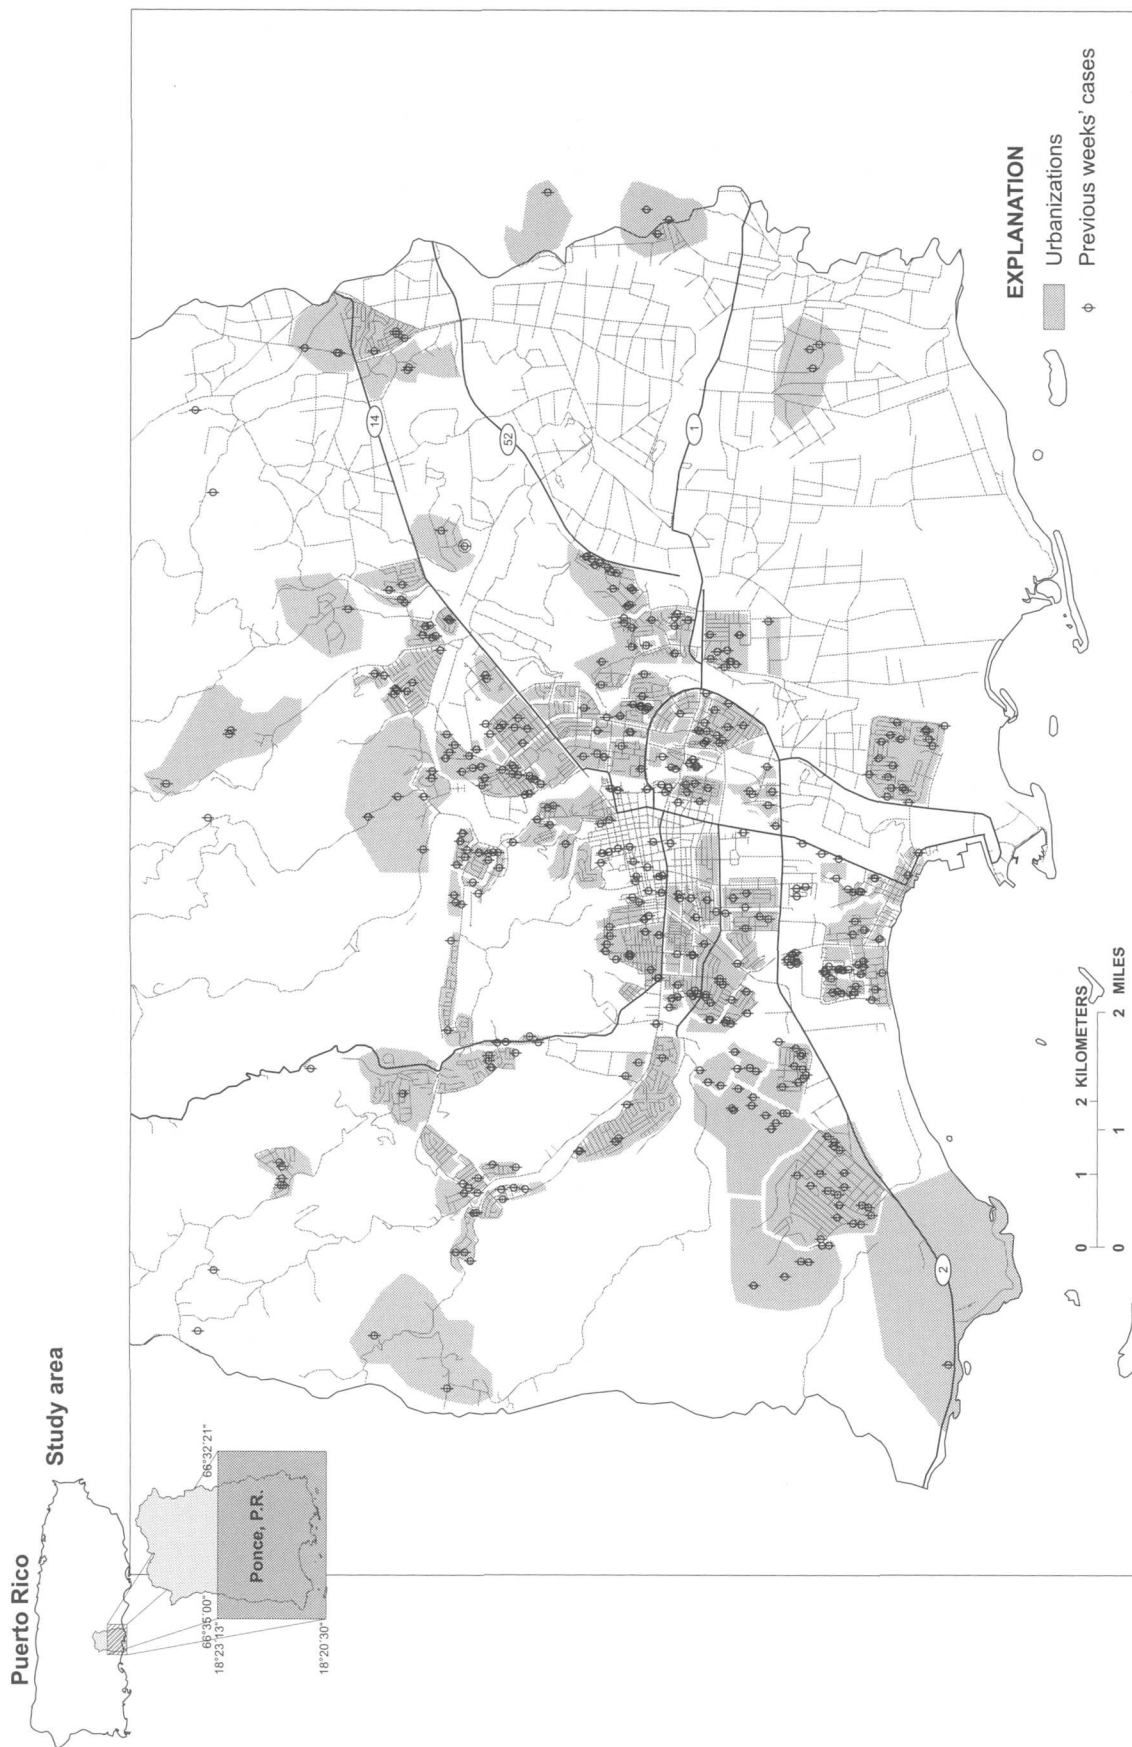 Puerto Rico
Study area
66°35'00"
66°32'21"
18°23'13"
Ponce, P.R.
18°20'30"
14
52
1
2
EXPLANATION
Urbanizations
Previous weeks' cases
0 1 2 KILOMETERS
0 1 2 MILES